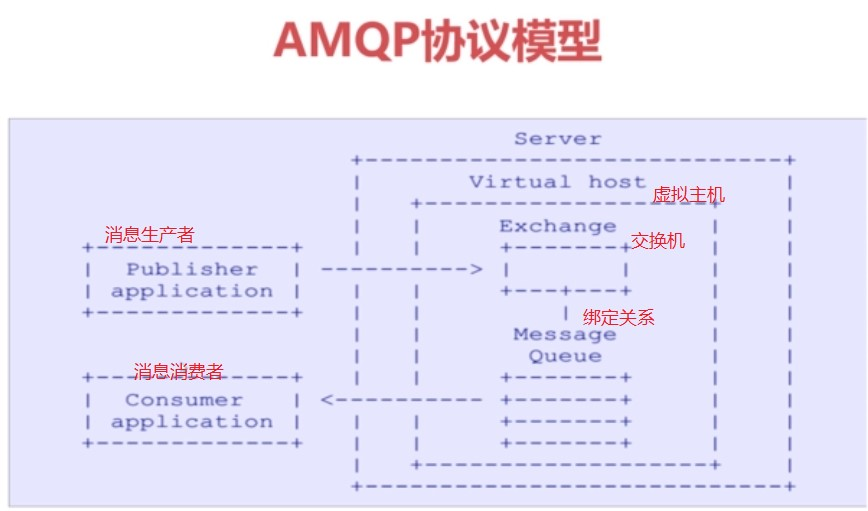 AMQP协议模型
Server
Virtual host
虚拟主机
Exchange
交换机
消息生产者
Publisher
application
绑定关系
Message
Queue
消息消费者
Consumer
application